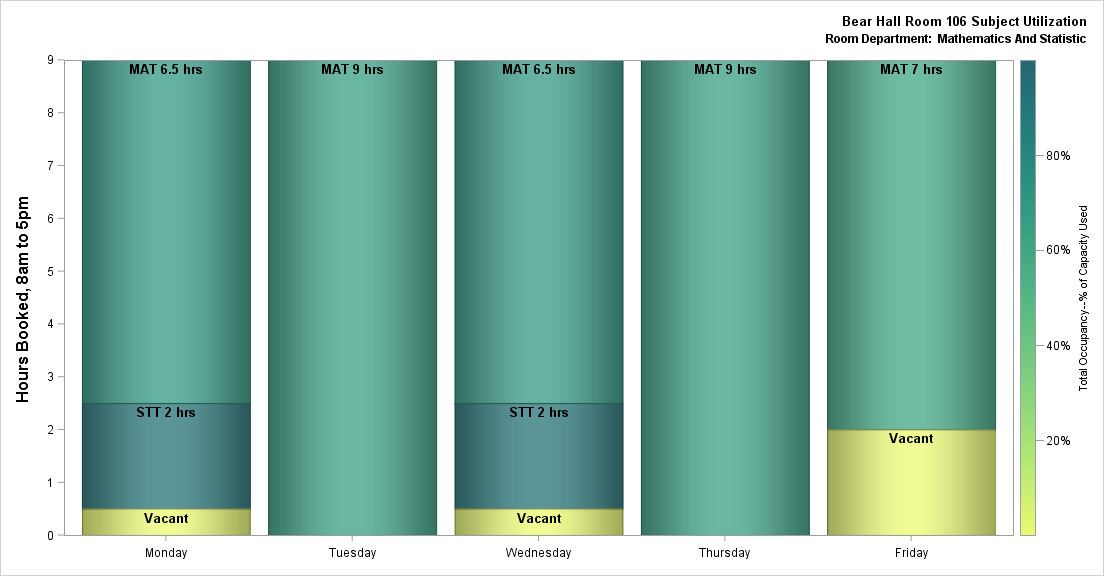 Bear Hall Room 106 Subject Utilization
Room Department: Mathematics And Statistic
Hours Booked, 8am to 5pm
9
8
7
6
5
4
3
2
1
0
MAT 6.5 hrs
STT 2 hrs
Vacant
MAT 9 hrs
MAT 6.5 hrs
STT 2 hrs
Vacant
MAT 9 hrs
MAT 7 hrs
Vacant
Monday
Tuesday
Wednesday
Thursday
Friday
80%
60%
40%
20%
Total Occupancy--% of Capacity Used